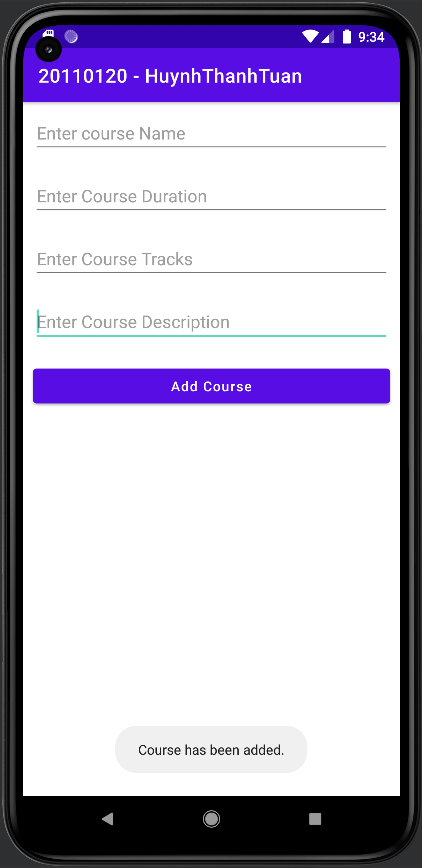 9:34
20110120 - HuynhThanhTuan
Enter course Name
Enter Course Duration
Enter Course Tracks
Enter Course Description
Add Course
Course has been added.